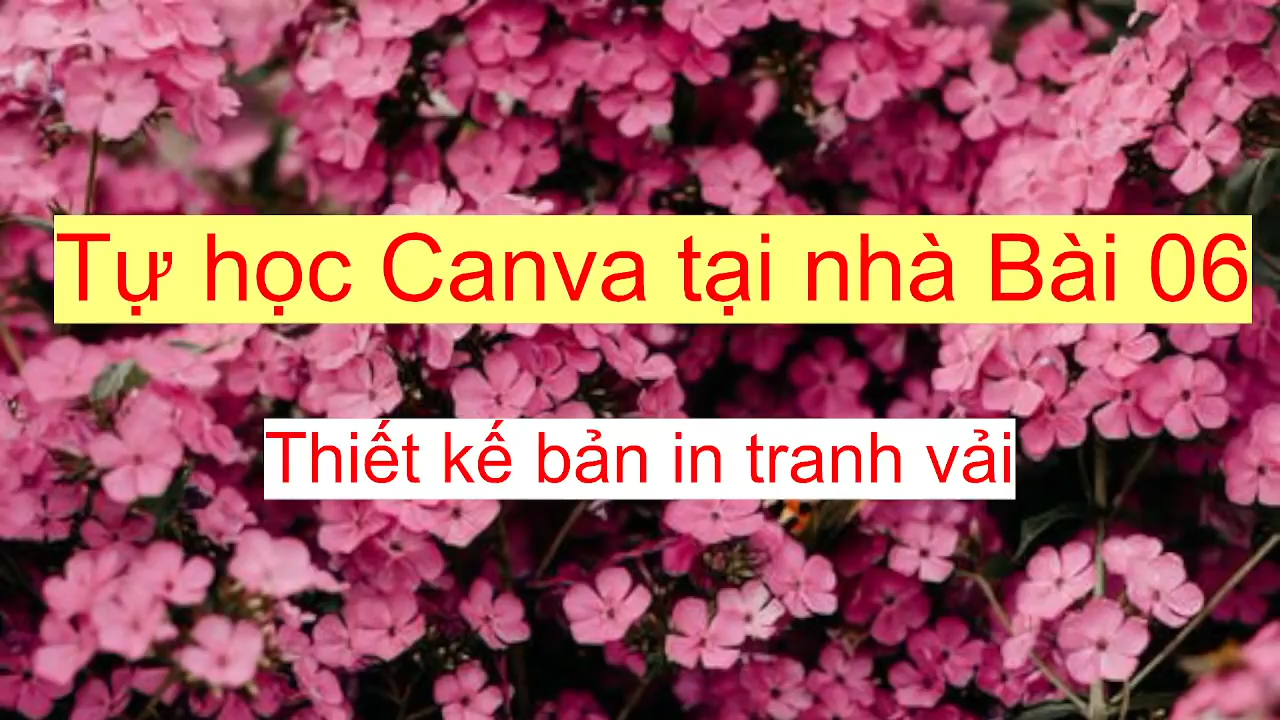 Tự học Canva tại nhà Bài 06
Thiết kế bản in tranh vải